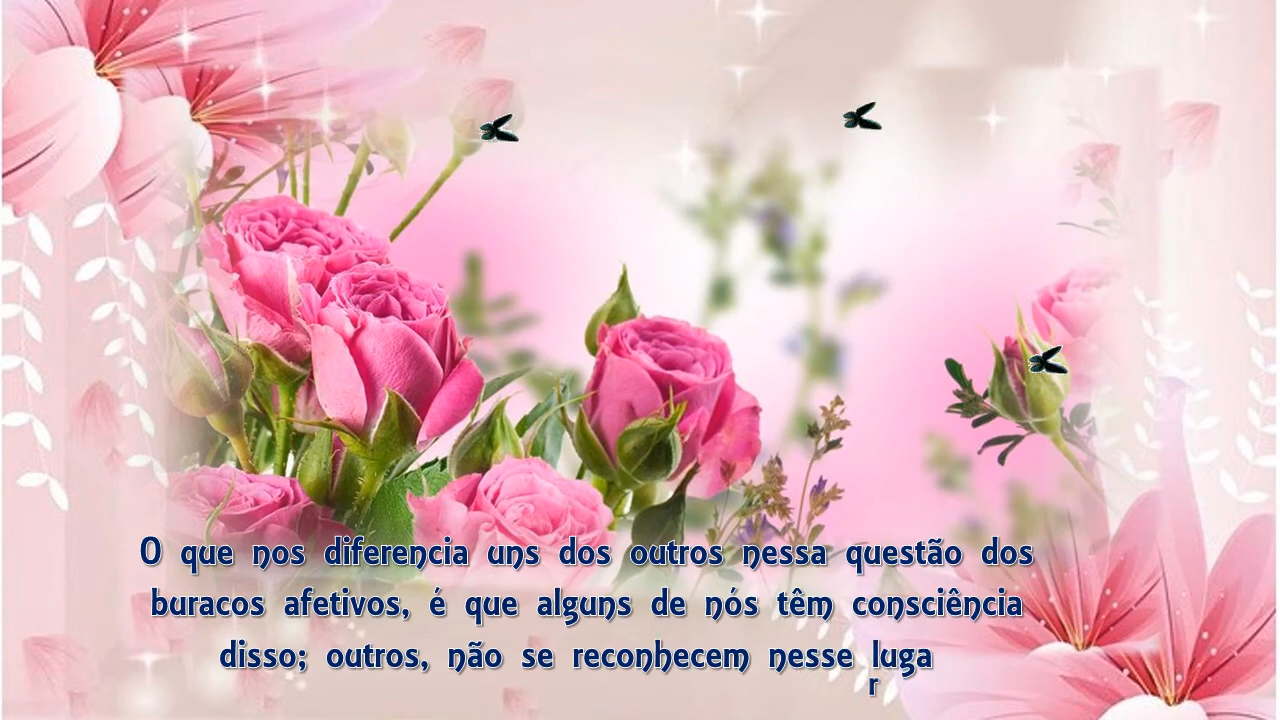 O que nos diferencia uns dos outros nessa questão dos
buracos afetivos, é que alguns de nós têm consciência
disso; outros, não se reconhecem nesse luga
r